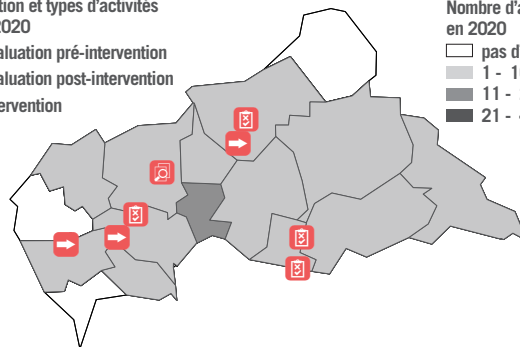 tion et types d'activités
2020
aluation pré-intervention
aluation post-intervention
ervention
Nombre d'a
en 2020
pas d'
1 - 1
11 -
21 -